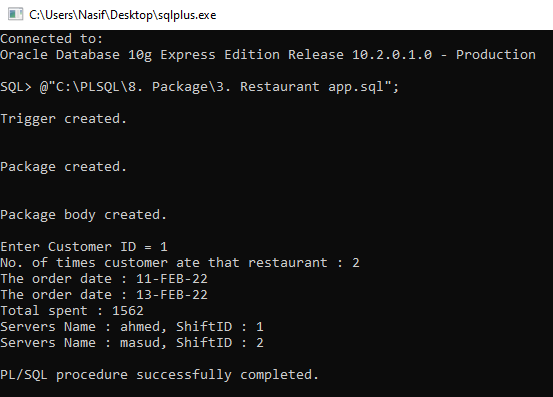 C:\Users\Nasif\Desktop\sqlplus.exe
Connected to:
Oracle Database 10g Express Edition Release 10.2.0.1.0 - Production
SQL> @"C:\PLSQL\8. Package\3. Restaurant app.sql";
Trigger created.
Package created.
Package body created.
Enter Customer ID = 1
No. of times customer ate that restaurant : 2
The order date : 11-FEB-22
The order date : 13-FEB-22
Total spent : 1562
Servers Name : ahmed, ShiftID : 1
Servers Name : masud, ShiftID : 2
PL/SQL procedure successfully completed.